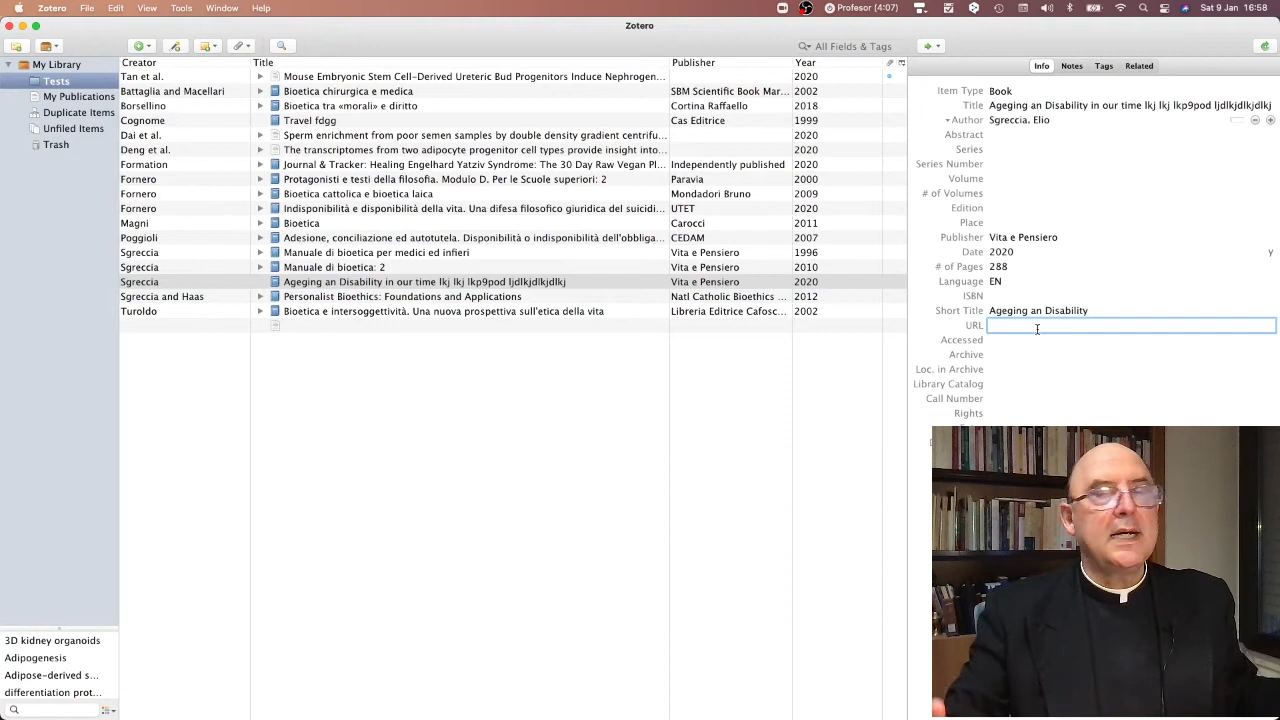 Zotero File Edit View Tools Window Help Profesor (4:07) Sat 9 Jan 16:58
Zotero
All Fields & Tags
My Library
Tests
My Publications
Duplicate Items
Unfiled Items
Trash
3D kidney organoids
Adipogenesis
Adipose-derived s...
differentiation prot...
Creator Title Publisher Year
Tan et al. Mouse Embryonic Stem Cell-Derived Ureteric Bud Progenitors Induce Nephrogen... 2020
Battaglia and Macellari Bioetica chirurgica e medica SBM Scientific Book Mar... 2002
Borsellino Bioetica tra «morali» e diritto Cortina Raffaello 2018
Cognome Travel fdgg Cas Editrice 1999
Dai et al. Sperm enrichment from poor semen samples by double density gradient centrifu... 2020
Deng et al. The transcriptomes from two adipocyte progenitor cell types provide insight into... 2020
Formation Journal & Tracker: Healing Engelhard Yatziv Syndrome: The 30 Day Raw Vegan Pl... Independently published 2020
Fornero Protagonisti e testi della filosofia. Modulo D. Per le Scuole superiori: 2 Paravia 2000
Fornero Bioetica cattolica e bioetica laica Mondadori Bruno 2009
Fornero Indisponibilità e disponibilità della vita. Una difesa filosofico giuridica del suicidi... UTET 2020
Magni Bioetica Carocci 2011
Poggioli Adesione, conciliazione ed autotutela. Disponibilità o indisponibilità dell'obbliga... CEDAM 2007
Sgreccia Manuale di bioetica per medici ed infieri Vita e Pensiero 1996
Sgreccia Manuale di bioetica: 2 Vita e Pensiero 2010
Sgreccia Ageging an Disability in our time lkj lkj lkp9pod ljdlkjdlkjdlkj Vita e Pensiero 2020
Sgreccia and Haas Personalist Bioethics: Foundations and Applications Natl Catholic Bioethics ... 2012
Turoldo Bioetica e intersoggettività. Una nuova prospettiva sull'etica della vita Libreria Editrice Cafosc... 2002
Info Notes Tags Related
Item Type Book
Title Ageging an Disability in our time lkj lkj lkp9pod ljdlkjdlkjdlkj
Author Sgreccia, Elio
Abstract
Series
Series Number
Volume
# of Volumes
Edition
Place
Publisher Vita e Pensiero
Date 2020 y
# of Pages 288
Language EN
ISBN
Short Title Ageging an Disability
URL
Accessed
Archive
Loc. in Archive
Library Catalog
Call Number
Rights